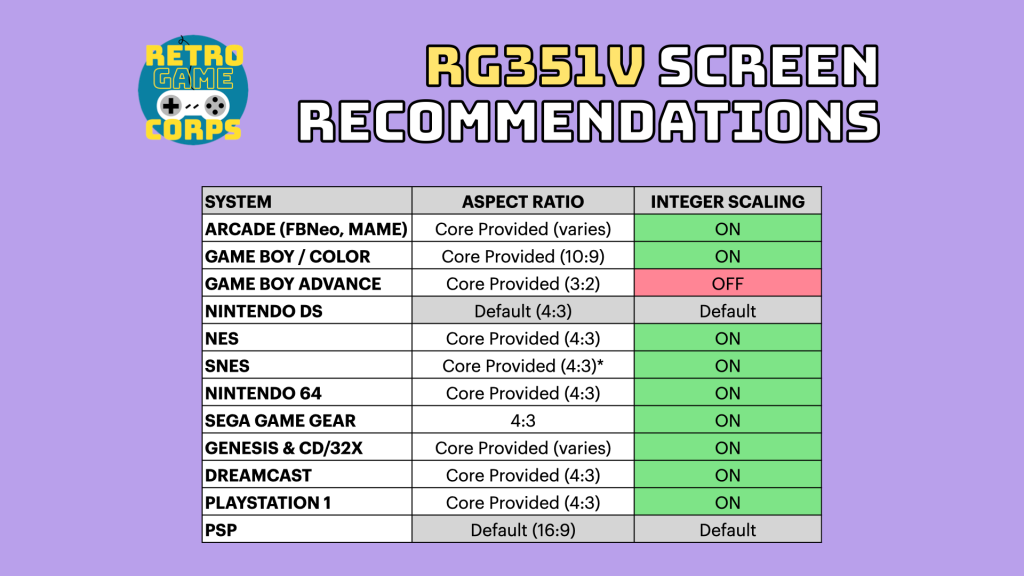 RETRO
GAME
CORPS
RG351V SCREEN
RECOMMENDATIONS
SYSTEM ASPECT RATIO INTEGER SCALING
ARCADE (FBNeo, MAME) Core Provided (varies) ON
GAME BOY / COLOR Core Provided (10:9) ON
GAME BOY ADVANCE Core Provided (3:2) OFF
NINTENDO DS Default (4:3) Default
NES Core Provided (4:3) ON
SNES Core Provided (4:3)* ON
NINTENDO 64 Core Provided (4:3) ON
SEGA GAME GEAR 4:3 ON
GENESIS & CD/32X Core Provided (varies) ON
DREAMCAST Core Provided (4:3) ON
PLAYSTATION 1 Core Provided (4:3) ON
PSP Default (16:9) Default